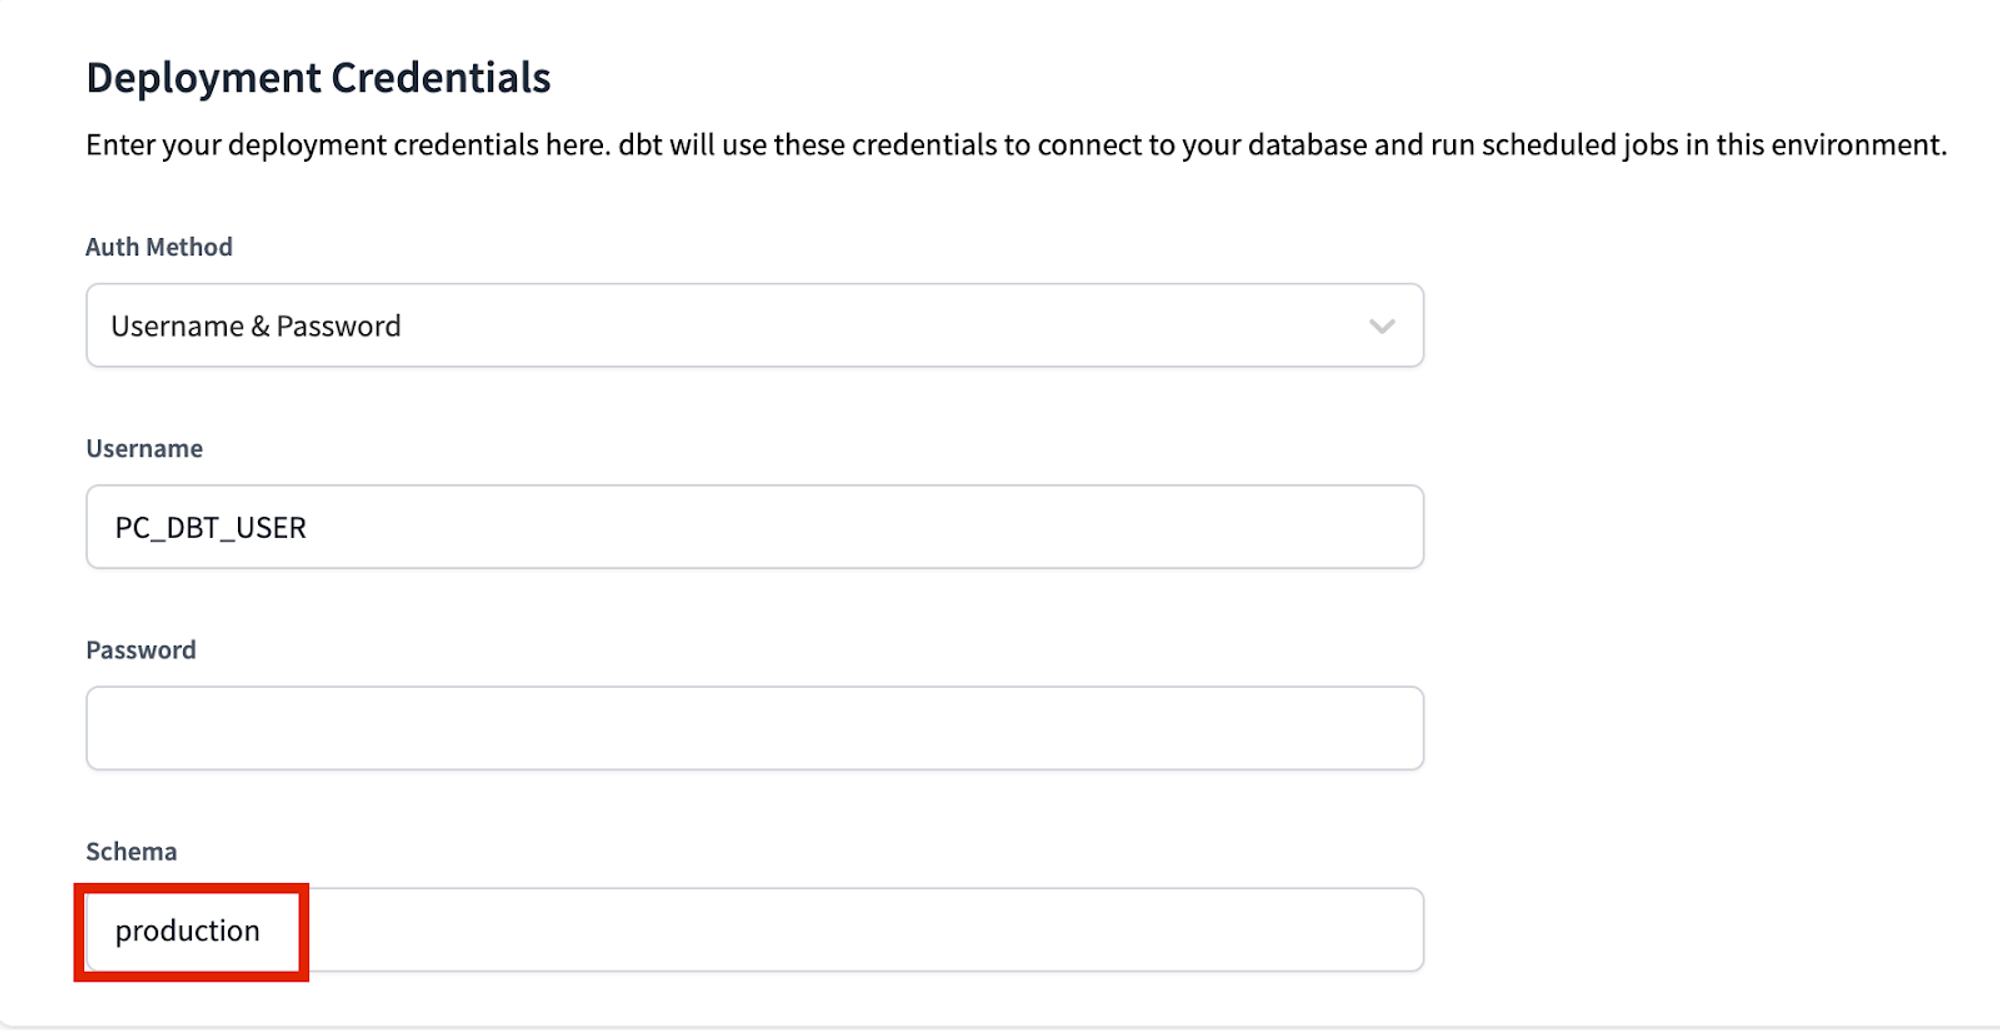 Deployment Credentials
Enter your deployment credentials here. dbt will use these credentials to connect to your database and run scheduled jobs in this environment.
Auth Method
Username & Password
Username
PC_DBT_USER
Password
Schema
production